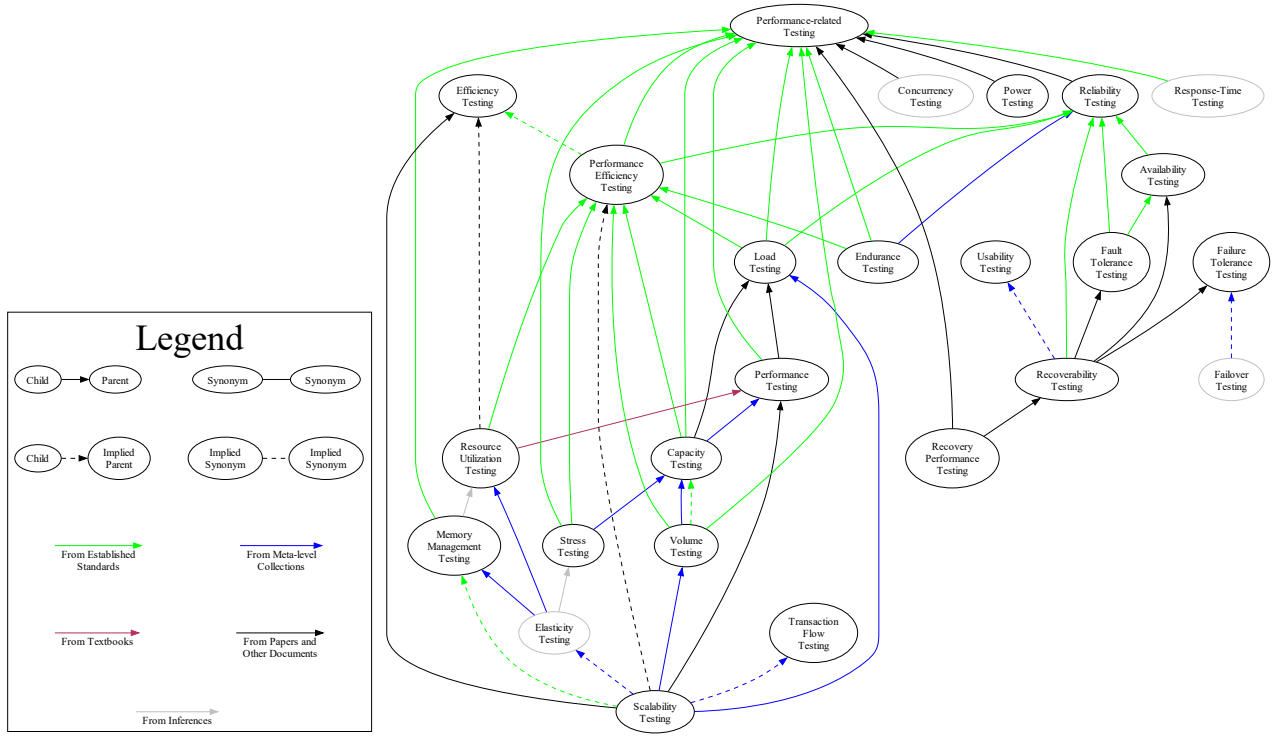 Performance-related
Testing
Efficiency
Testing
Concurrency
Testing
Power
Testing
Reliability
Testing
Response-Time
Testing
Performance
Efficiency
Testing
Availability
Testing
Load
Testing
Endurance
Testing
Usability
Testing
Fault
Tolerance
Testing
Failure
Tolerance
Testing
Performance
Testing
Recoverability
Testing
Failover
Testing
Resource
Utilization
Testing
Capacity
Testing
Recovery
Performance
Testing
Memory
Management
Testing
Stress
Testing
Volume
Testing
Elasticity
Testing
Transaction
Flow
Testing
Scalability
Testing
Legend
Child
Parent
Synonym
Synonym
Child
Implied
Parent
Implied
Synonym
Implied
Synonym
From Established
Standards
From Meta-level
Collections
From Textbooks
From Papers and
Other Documents
From Inferences